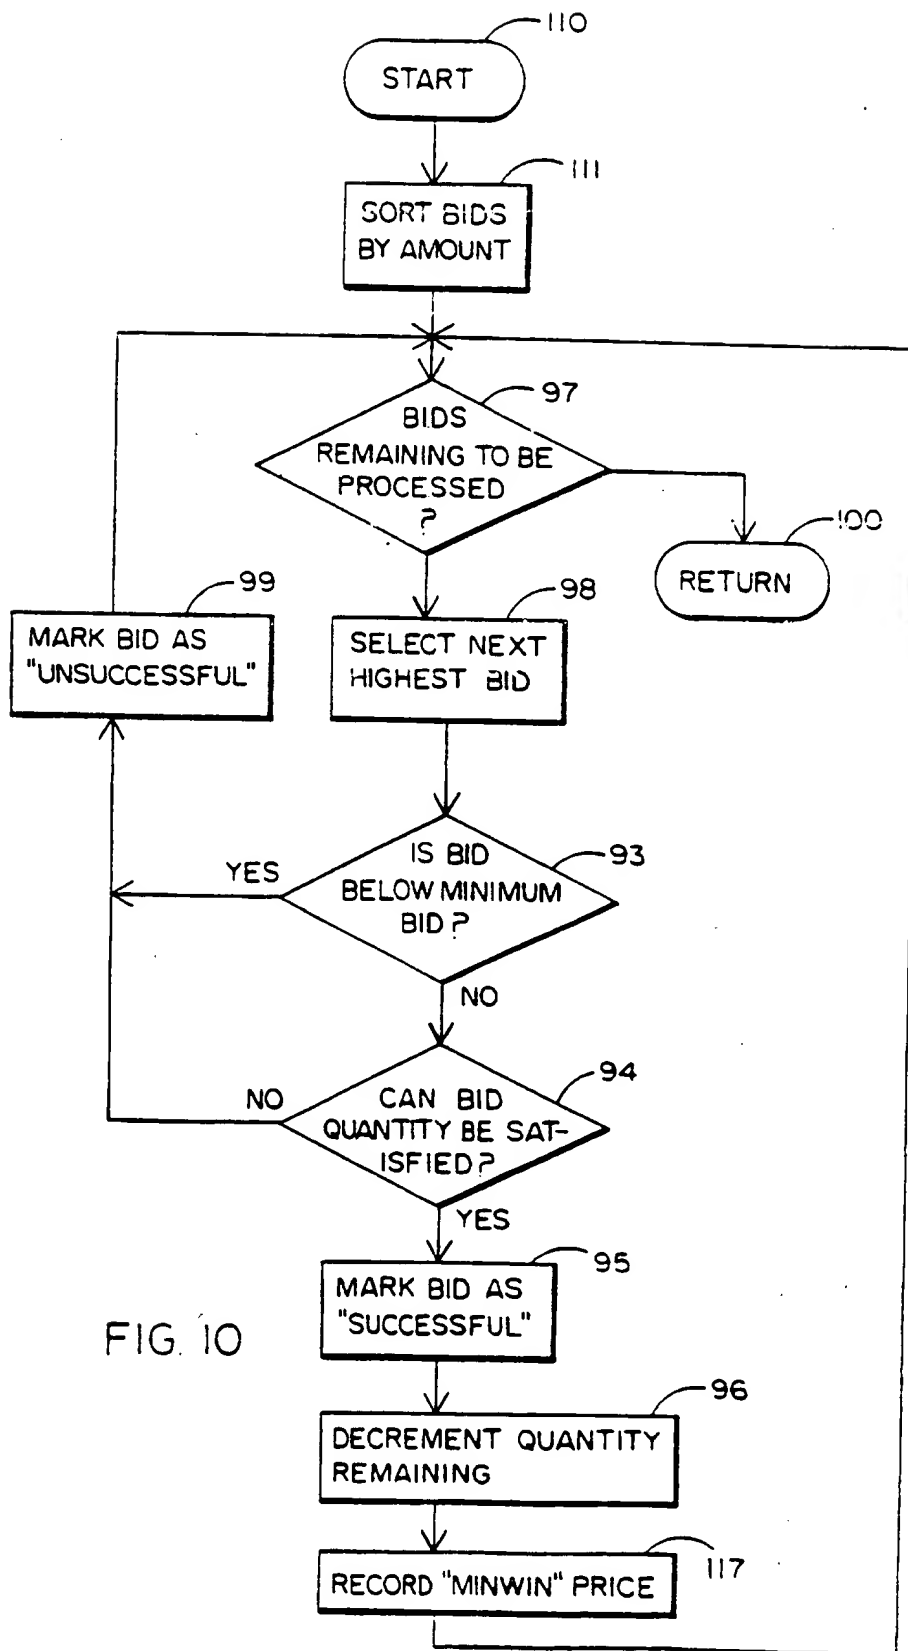 110
START
111
SORT BIDS
BY AMOUNT
97
BIDS
REMAINING TO BE
PROCESSED
?
100
RETURN
99
MARK BID AS
"UNSUCCESSFUL"
98
SELECT NEXT
HIGHEST BID
93
YES
IS BID
BELOW MINIMUM
BID?
NO
94
NO
CAN BID
QUANTITY BE SAT-
ISFIED?
YES
95
MARK BID AS
"SUCCESSFUL"
FIG. 10
96
DECREMENT QUANTITY
REMAINING
117
RECORD "MINWIN" PRICE